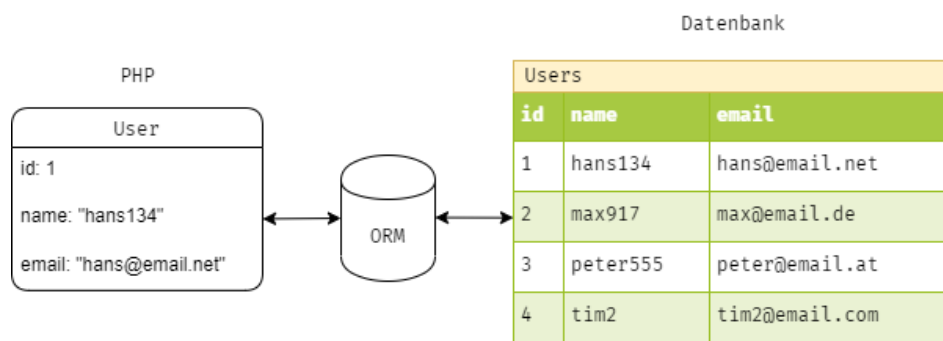 Datenbank
PHP
User
id: 1
name: "hans134"
email: "hans@email.net"
ORM
Users
id name email
1 hans134 hans@email.net
2 max917 max@email.de
3 peter555 peter@email.at
4 tim2 tim2@email.com